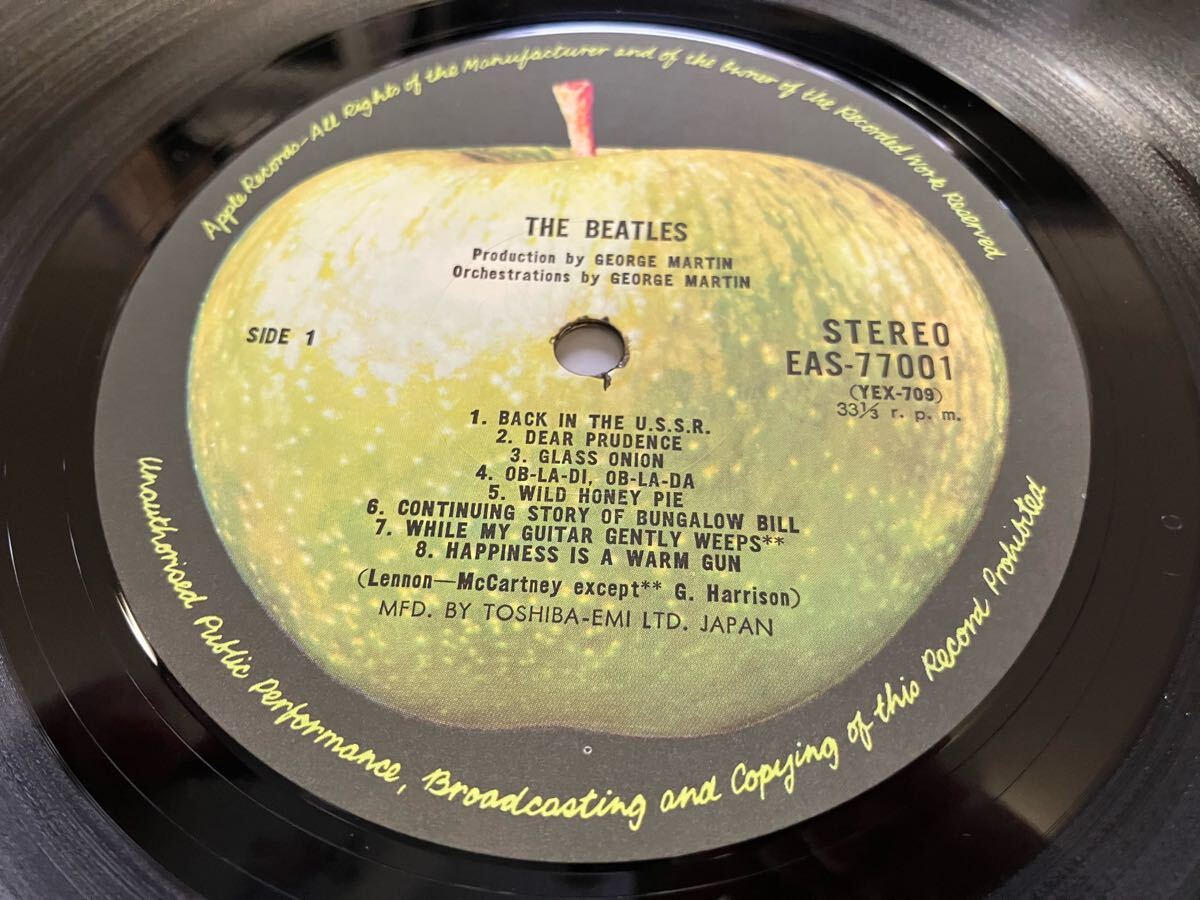 Apple Records-All Rights of the Manufacturer and of the Owner of the Recorded Work Reserved
THE BEATLES
Production by GEORGE MARTIN
Orchestrations by GEORGE MARTIN
SIDE 1
STEREO
EAS-77001
(YEX-709)
33⅓ r. p. m.
1. BACK IN THE U.S.S.R.
2. DEAR PRUDENCE
3. GLASS ONION
4. OB-LA-DI, OB-LA-DA
5. WILD HONEY PIE
6. CONTINUING STORY OF BUNGALOW BILL
7. WHILE MY GUITAR GENTLY WEEPS**
8. HAPPINESS IS A WARM GUN
(Lennon—McCartney except** G. Harrison)
MFD. BY TOSHIBA-EMI LTD. JAPAN
Unauthorised Public Performance, Broadcasting and Copying of this Record Prohibited